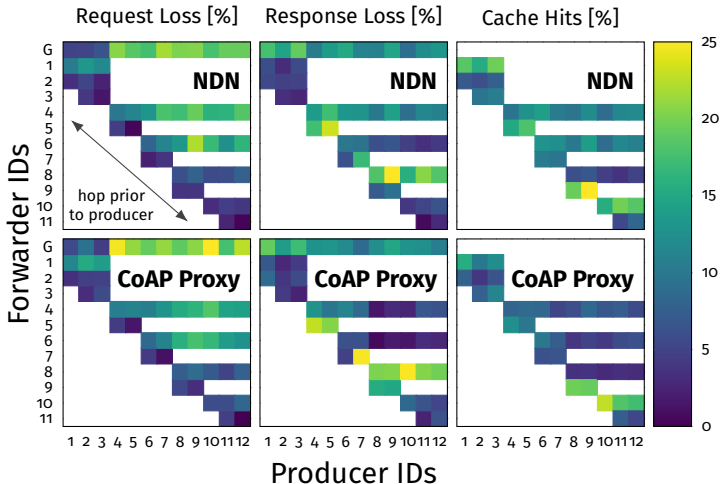 Request Loss [%] Response Loss [%] Cache Hits [%]
Forwarder IDs
G
1
2
3
4
5
6
7
8
9
10
11
NDN
hop prior
to producer
NDN
NDN
25
20
15
10
5
0
G
1
2
3
4
5
6
7
8
9
10
11
CoAP Proxy
CoAP Proxy
CoAP Proxy
1 2 3 4 5 6 7 8 9 10 11 12
1 2 3 4 5 6 7 8 9 10 11 12
1 2 3 4 5 6 7 8 9 10 11 12
Producer IDs